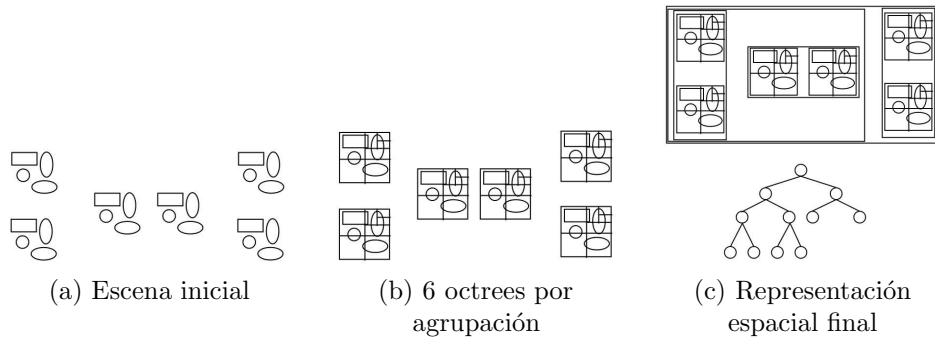 (a) Escena inicial
(b) 6 octrees por
agrupación
(c) Representación
espacial final